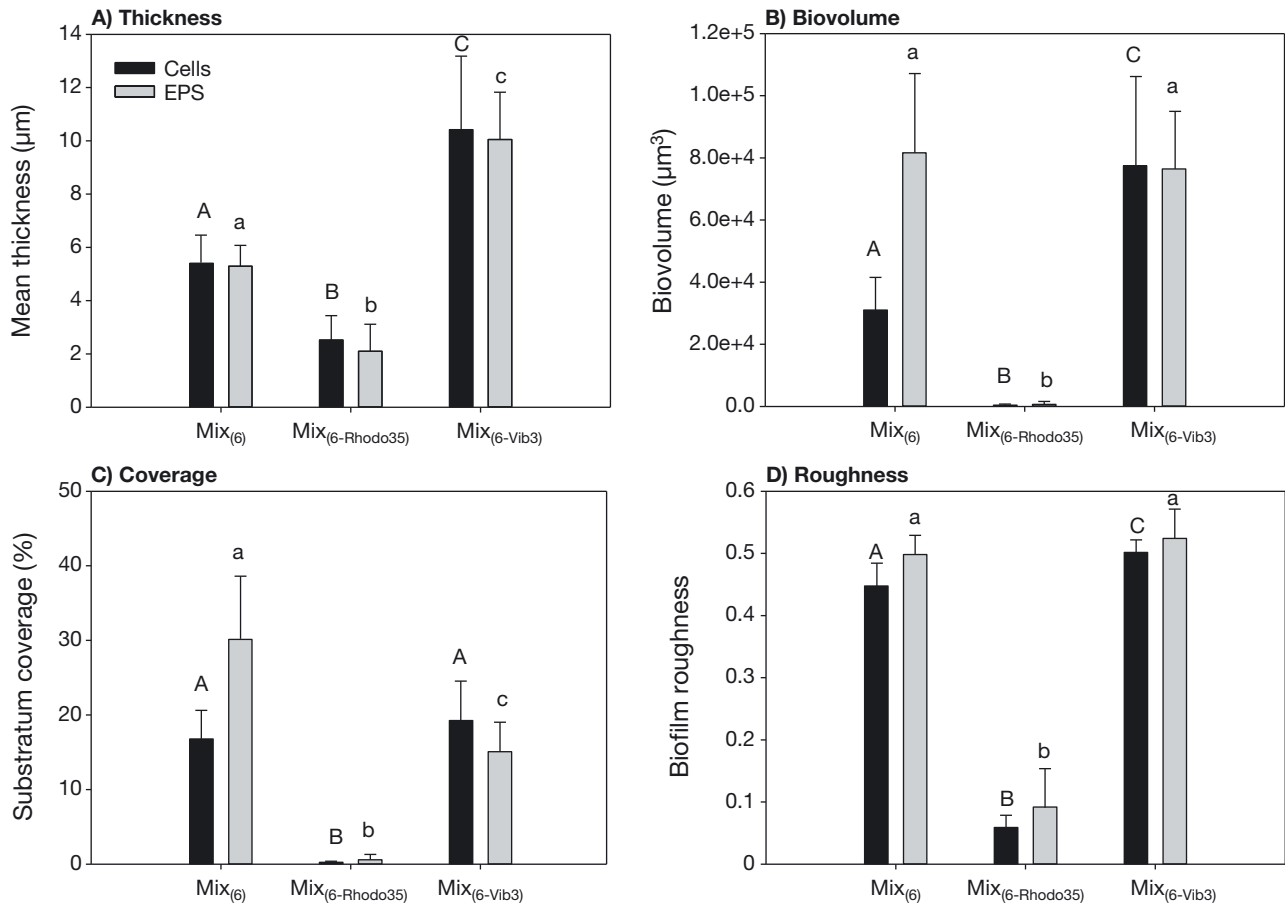 A) Thickness
14
12
10
8
6
4
2
0
Mean thickness (µm)
Cells
EPS
A
a
B
b
C
c
Mix(6)
Mix(6-Rhodo35)
Mix(6-Vib3)
B) Biovolume
1.2e+5
1.0e+5
8.0e+4
6.0e+4
4.0e+4
2.0e+4
0.0
Biovolume (µm³)
A
a
B
b
C
a
Mix(6)
Mix(6-Rhodo35)
Mix(6-Vib3)
C) Coverage
50
40
30
20
10
0
Substratum coverage (%)
A
a
B
b
A
c
Mix(6)
Mix(6-Rhodo35)
Mix(6-Vib3)
D) Roughness
0.6
0.5
0.4
0.3
0.2
0.1
0
Biofilm roughness
A
a
B
b
C
a
Mix(6)
Mix(6-Rhodo35)
Mix(6-Vib3)